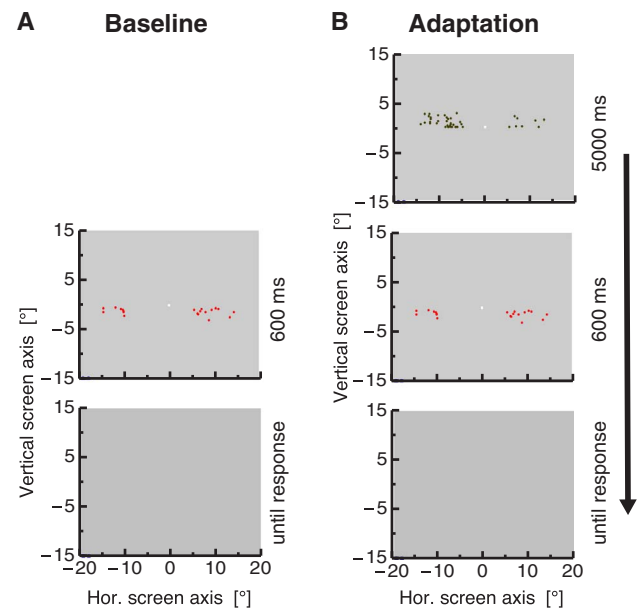 A Baseline
B Adaptation
15
5
−5
−15
5000 ms
15
5
−5
−15
600 ms
15
5
−5
−15
600 ms
Vertical screen axis [°]
Vertical screen axis [°]
15
5
−5
−15
until response
15
5
−5
−15
until response
−20 −10 0 10 20
−20 −10 0 10 20
Hor. screen axis [°]
Hor. screen axis [°]